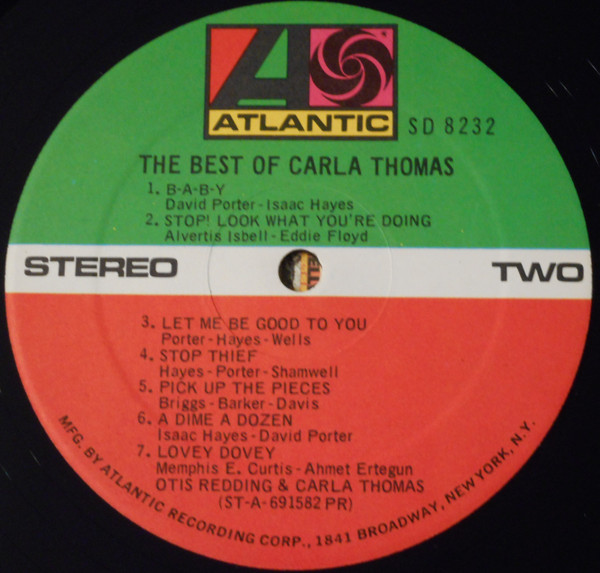 ATLANTIC
SD 8232
THE BEST OF CARLA THOMAS
1. B-A-B-Y
David Porter-Isaac Hayes
2. STOP! LOOK WHAT YOU'RE DOING
Alvertis Isbell-Eddie Floyd
STEREO
TWO
3. LET ME BE GOOD TO YOU
Porter-Hayes-Wells
4. STOP THIEF
Hayes-Porter-Shamwell
5. PICK UP THE PIECES
Briggs-Barker-Davis
6. A DIME A DOZEN
Isaac Hayes-David Porter
7. LOVEY DOVEY
Memphis E. Curtis-Ahmet Ertegun
OTIS REDDING & CARLA THOMAS
(ST-A-691582 PR)
MFG. BY ATLANTIC RECORDING CORP., 1841 BROADWAY, NEW YORK, N.Y.